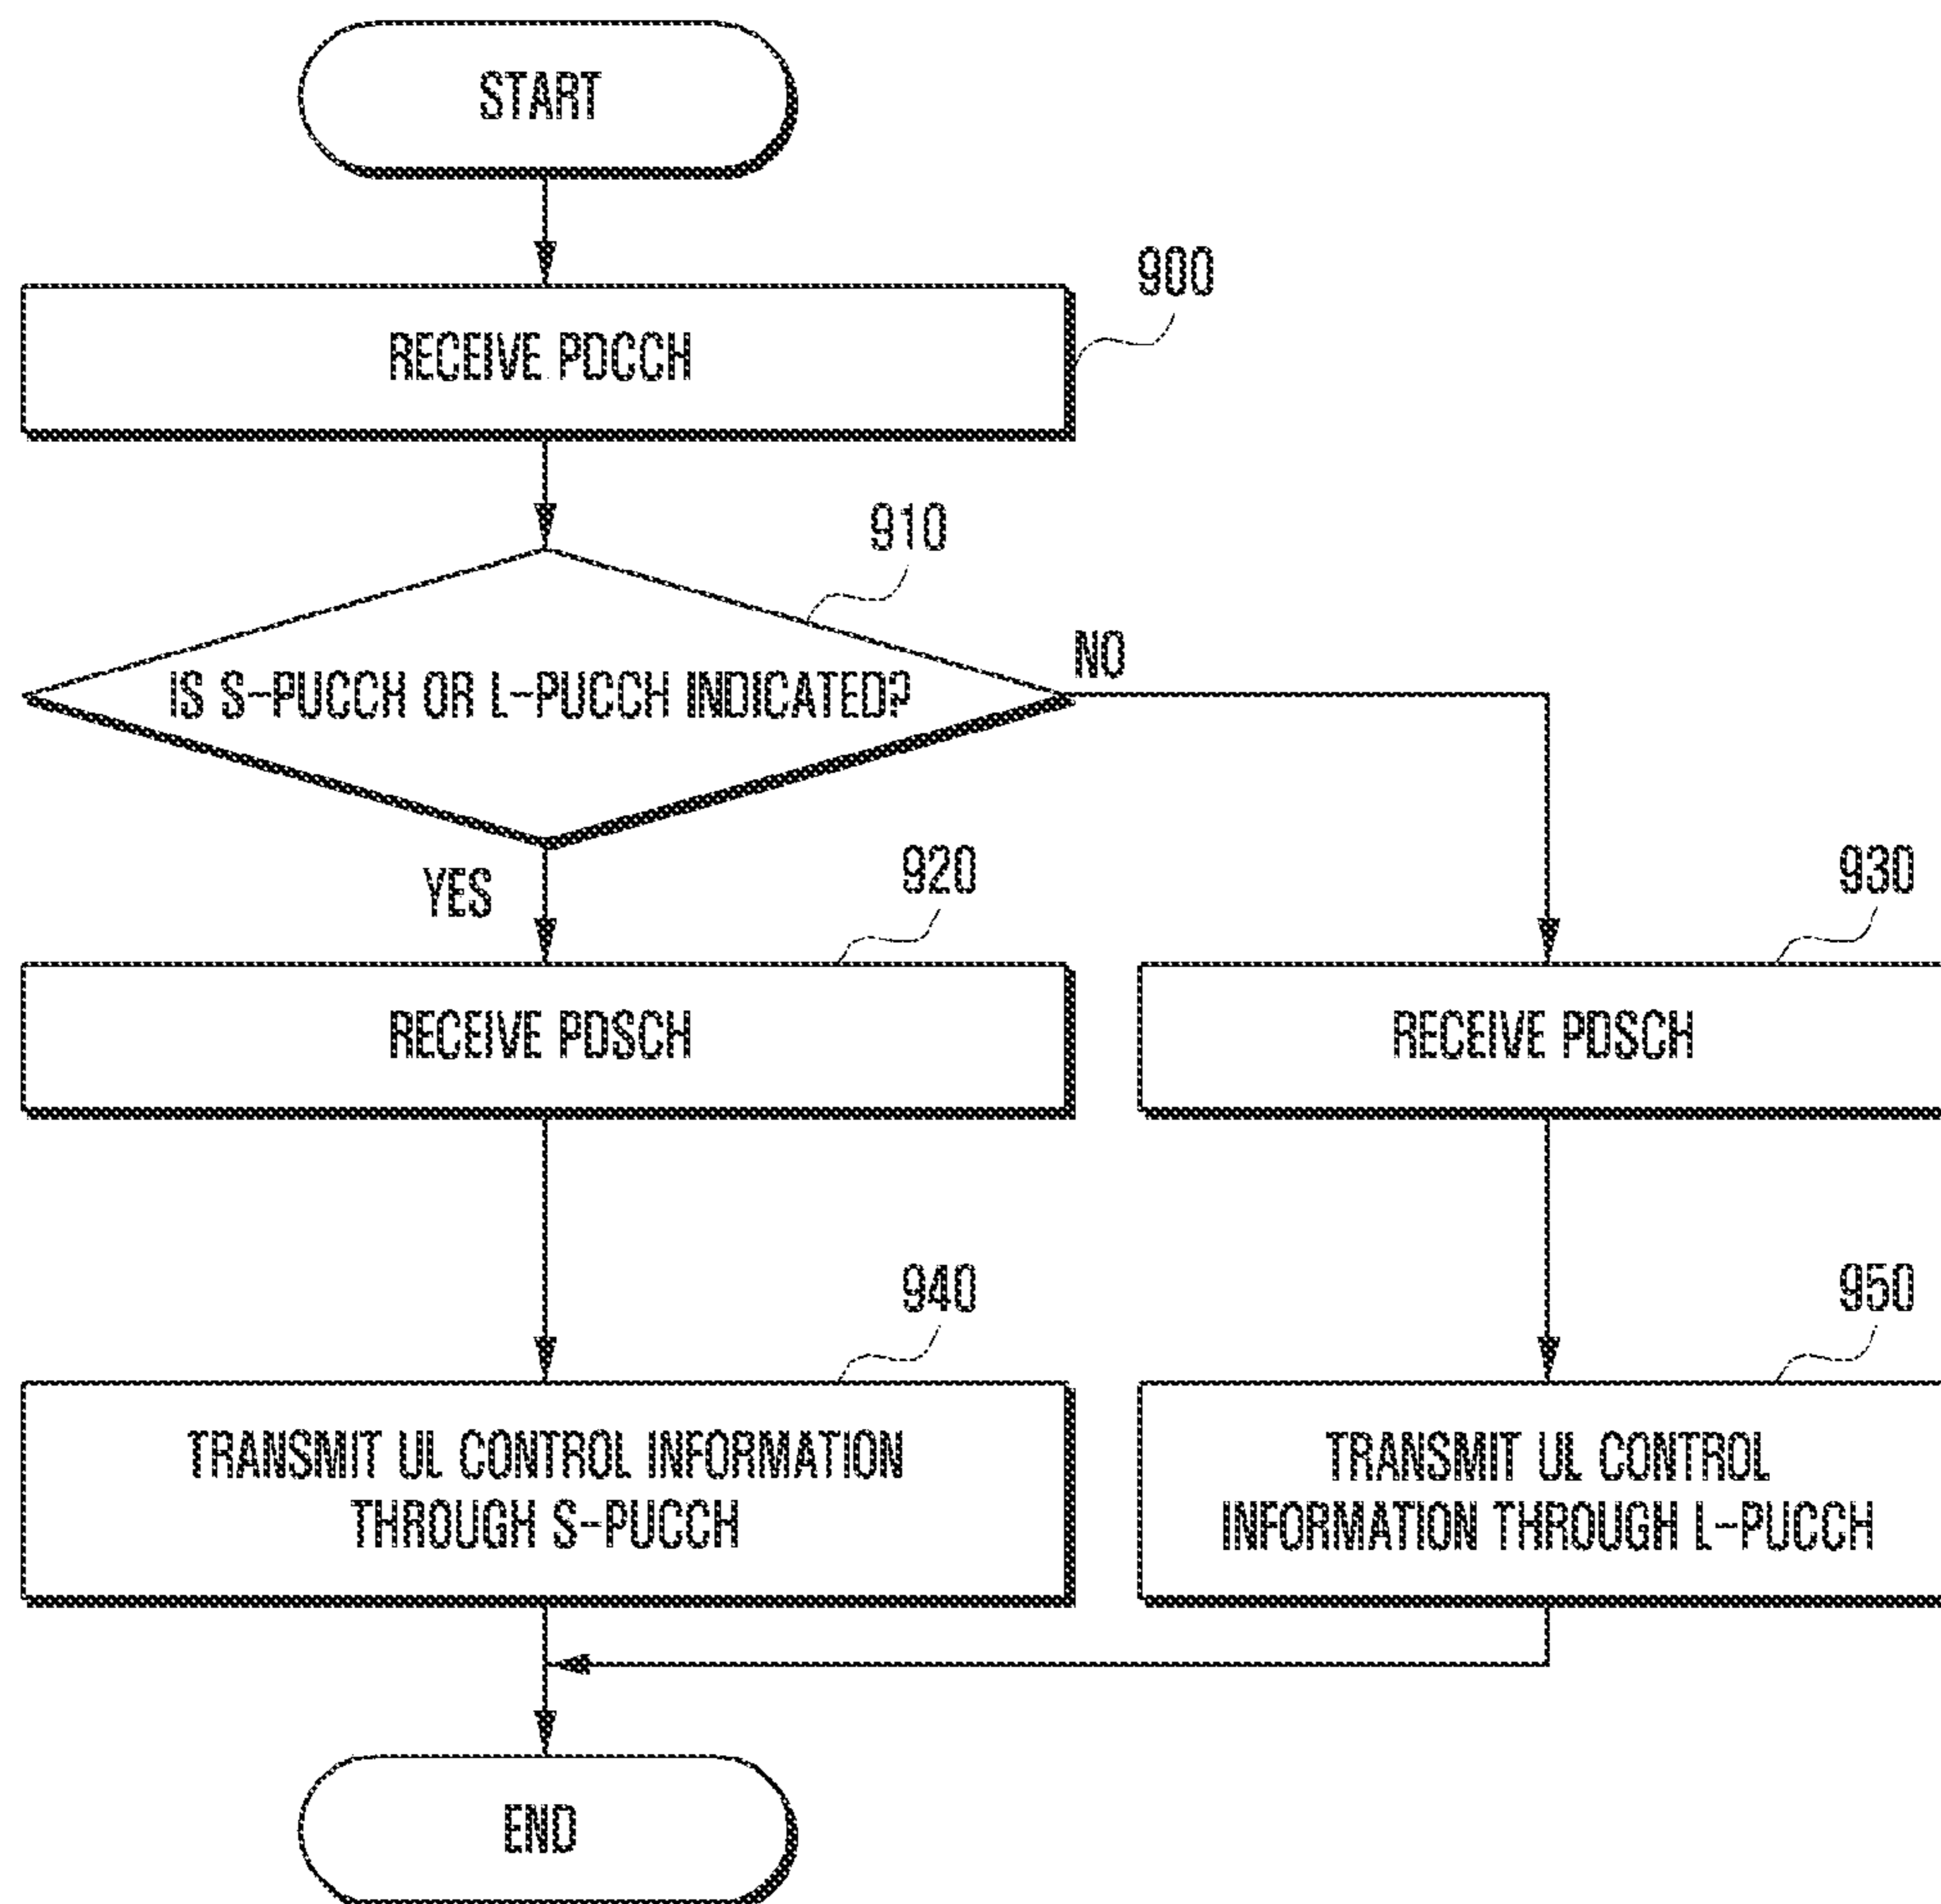 START
900
RECEIVE PDCCH
910
IS S-PUCCH OR L-PUCCH INDICATED?
NO
YES
920
RECEIVE PDSCH
930
RECEIVE PDSCH
940
TRANSMIT UL CONTROL INFORMATION
THROUGH S-PUCCH
950
TRANSMIT UL CONTROL
INFORMATION THROUGH L-PUCCH
END